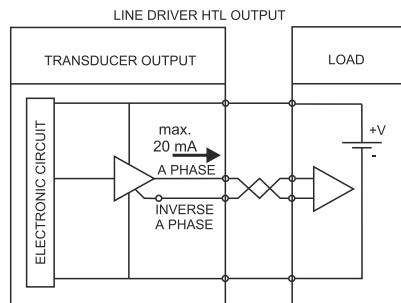 LINE DRIVER HTL OUTPUT
TRANSDUCER OUTPUT
LOAD
ELECTRONIC CIRCUIT
max.
20 mA
A PHASE
INVERSE
A PHASE
+V
-